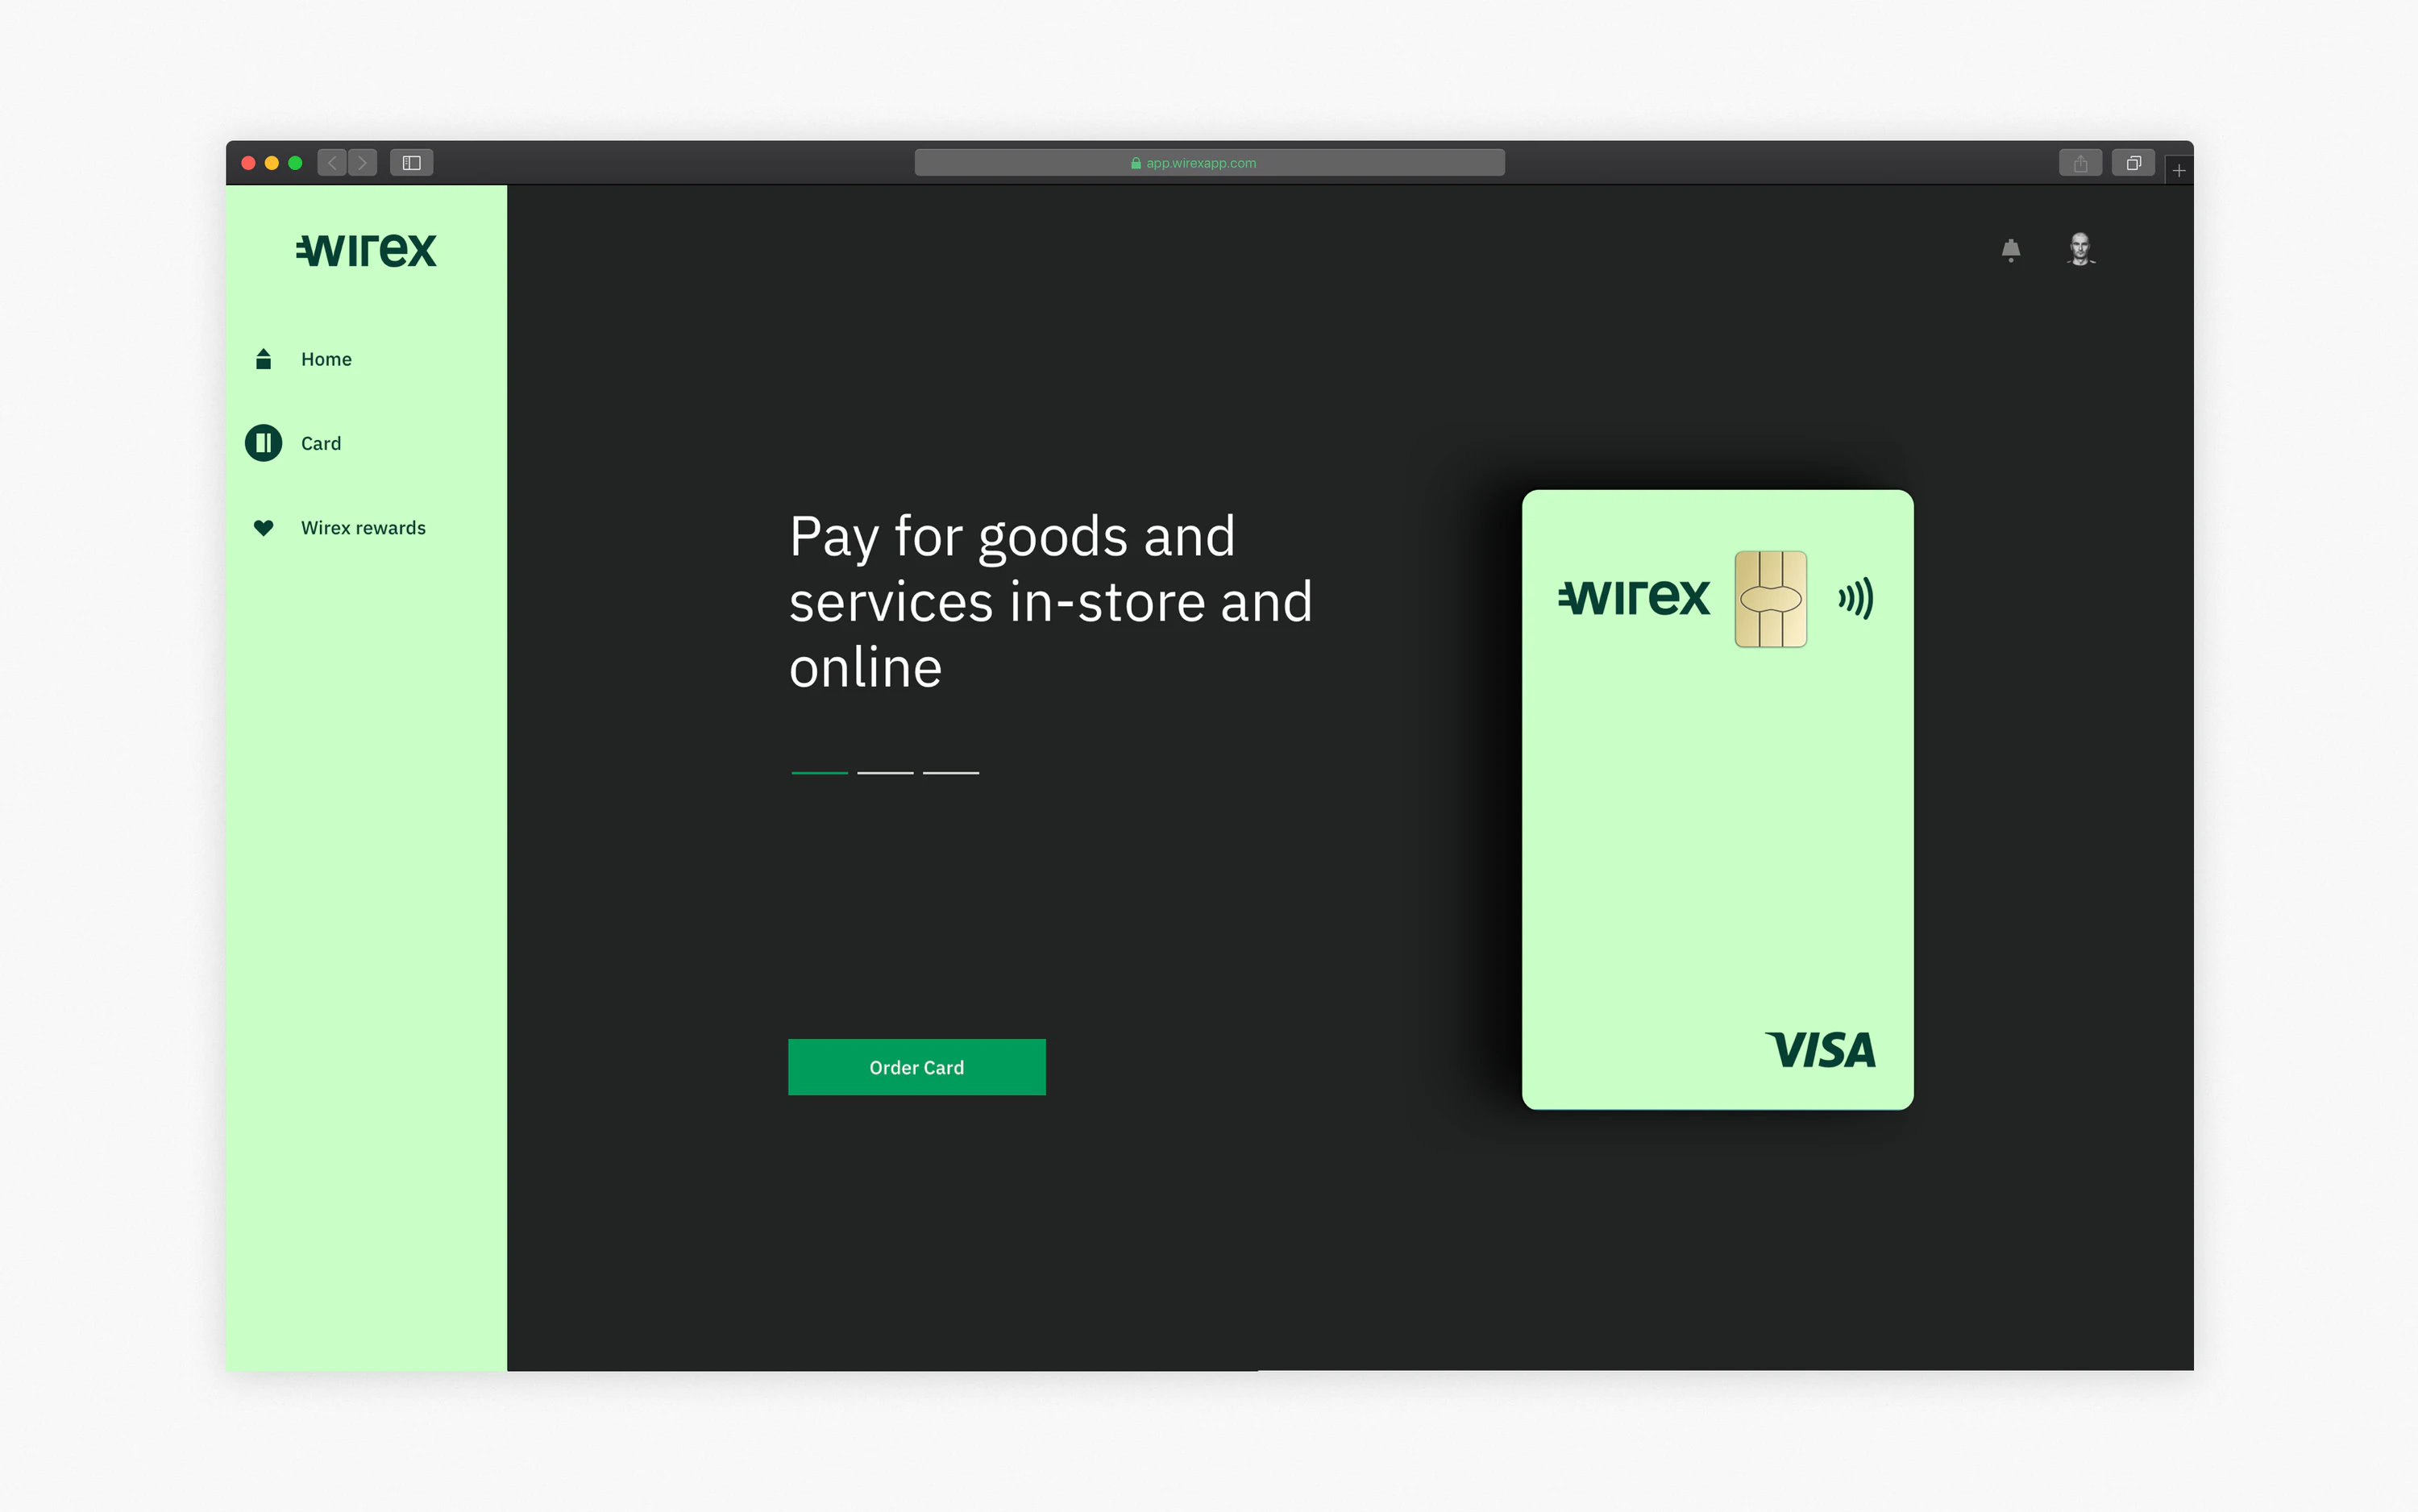 app.wirexapp.com
wirex
Home
Card
Wirex rewards
Pay for goods and
services in-store and
online
Order Card
wirex
VISA